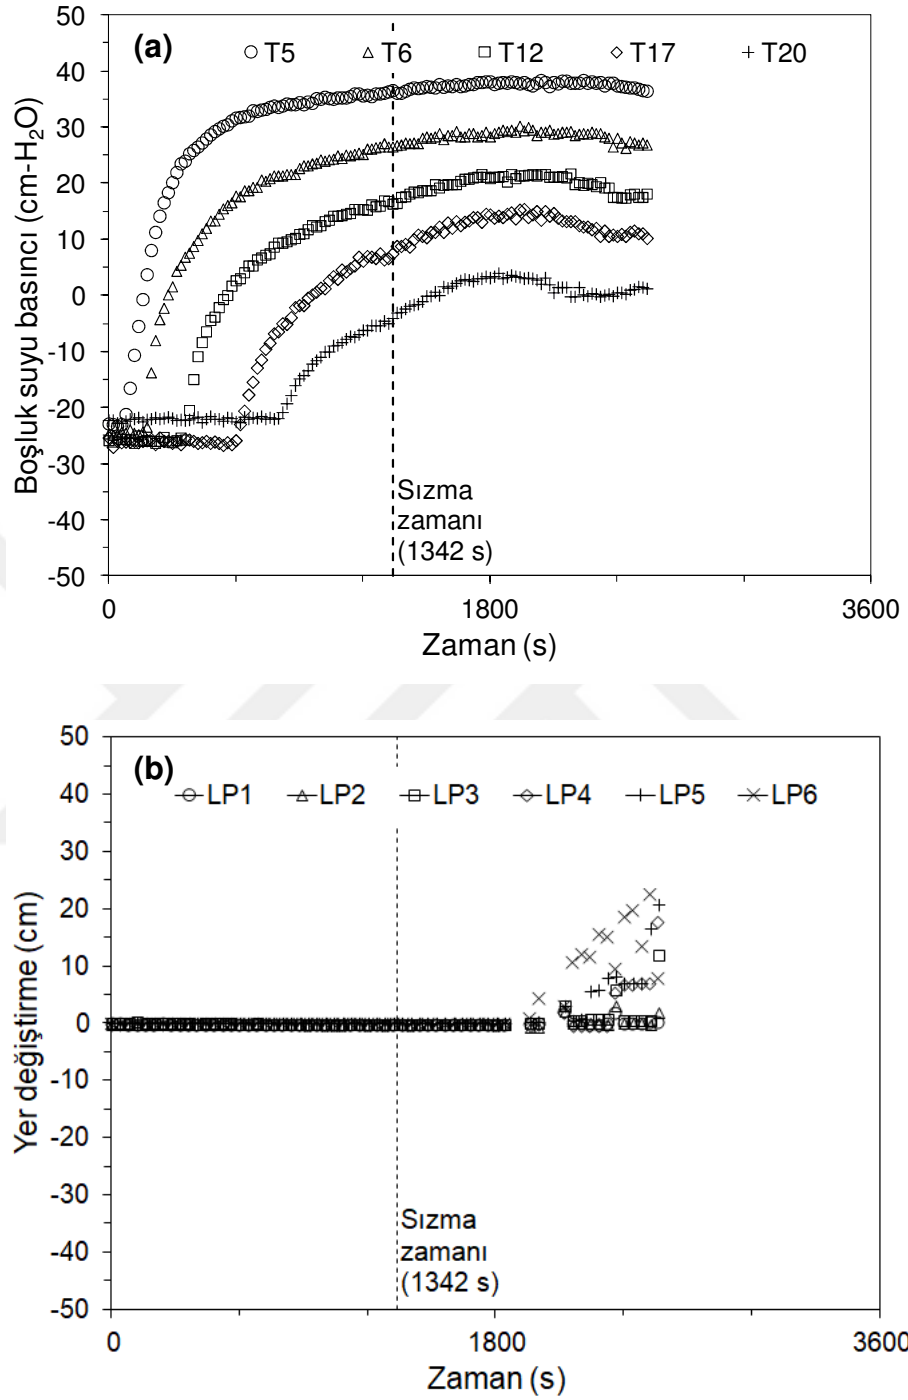 50
(a)
T5 T6 T12 T17 T20
40
30
20
10
0
-10
-20
-30
-40
-50
Boşluk suyu basıncı (cm-H₂O)
Sızma
zamanı
(1342 s)
0 1800 3600
Zaman (s)
50
(b)
LP1 LP2 LP3 LP4 LP5 LP6
40
30
20
10
0
-10
-20
-30
-40
-50
Yer değiştirme (cm)
Sızma
zamanı
(1342 s)
0 1800 3600
Zaman (s)